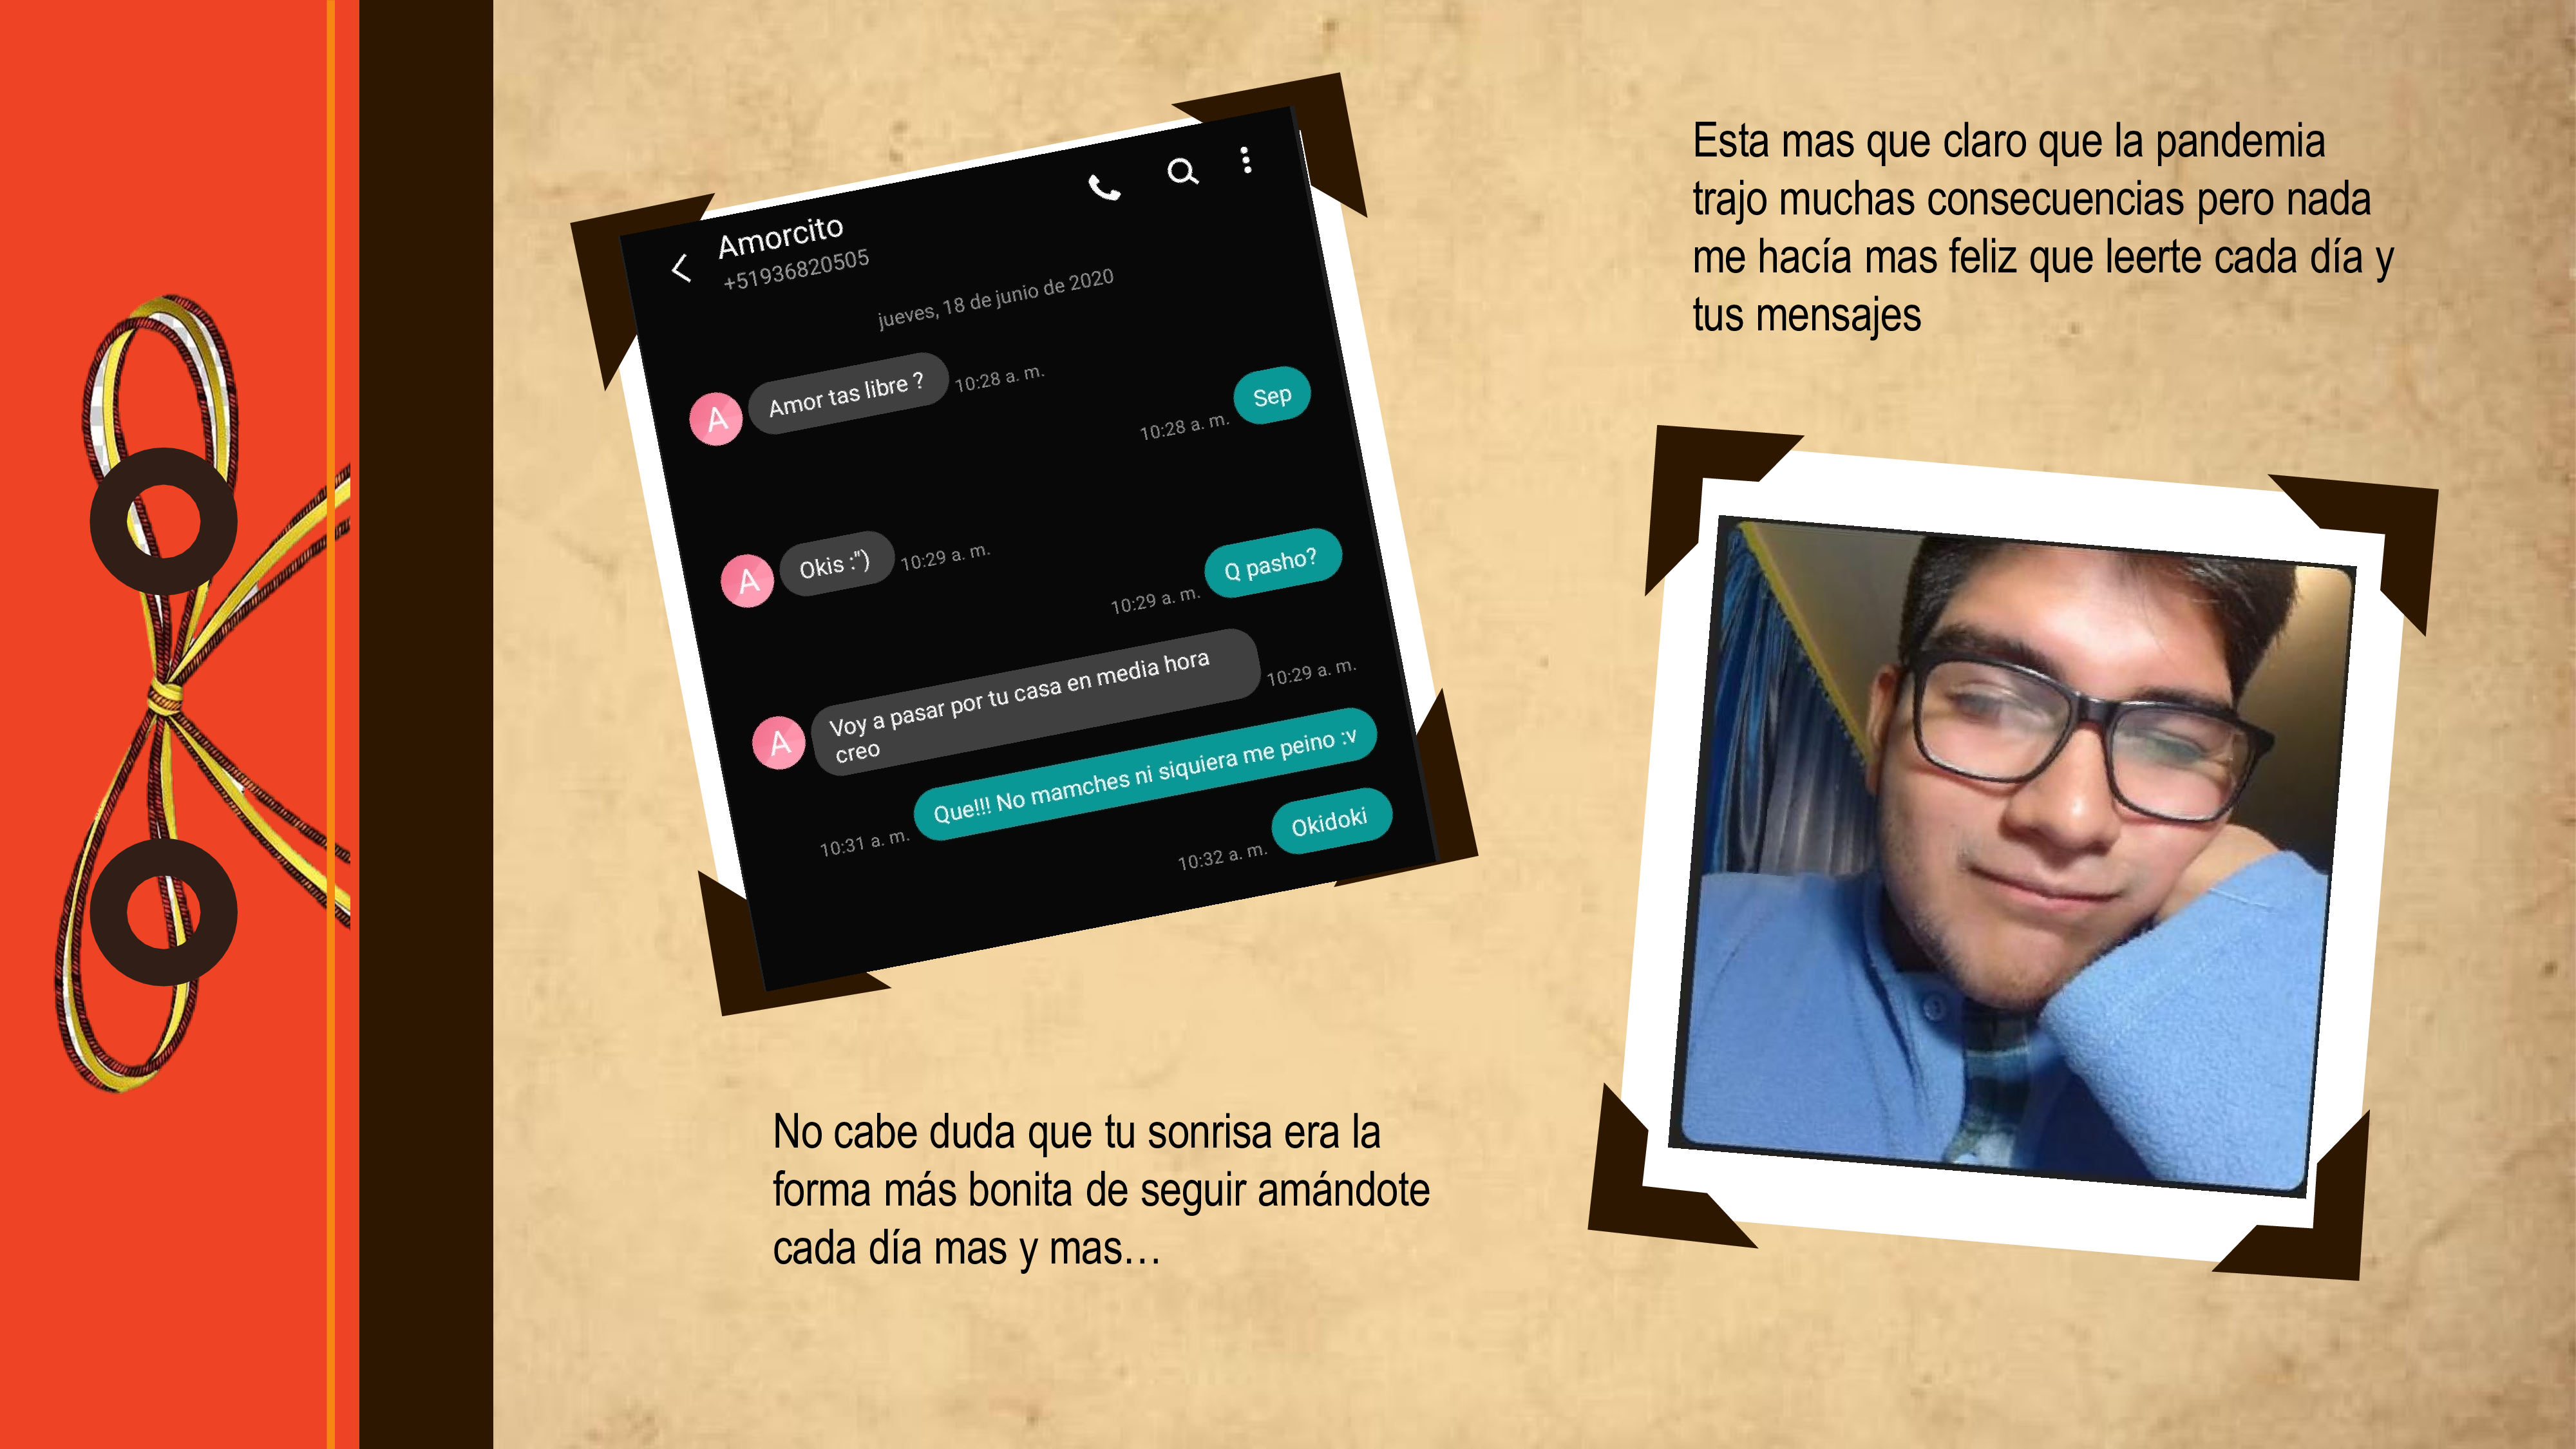 Amorcito
+51936820505
jueves, 18 de junio de 2020
A
Amor tas libre ?
10:28 a. m.
Sep
10:28 a. m.
A
Okis :")
10:29 a. m.
Q pasho?
10:29 a. m.
A
Voy a pasar por tu casa en media hora
creo
10:29 a. m.
Que!!! No mamches ni siquiera me peino :v
10:31 a. m.
Okidoki
10:32 a. m.
Esta mas que claro que la pandemia
trajo muchas consecuencias pero nada
me hacía mas feliz que leerte cada día y
tus mensajes
No cabe duda que tu sonrisa era la
forma más bonita de seguir amándote
cada día mas y mas…